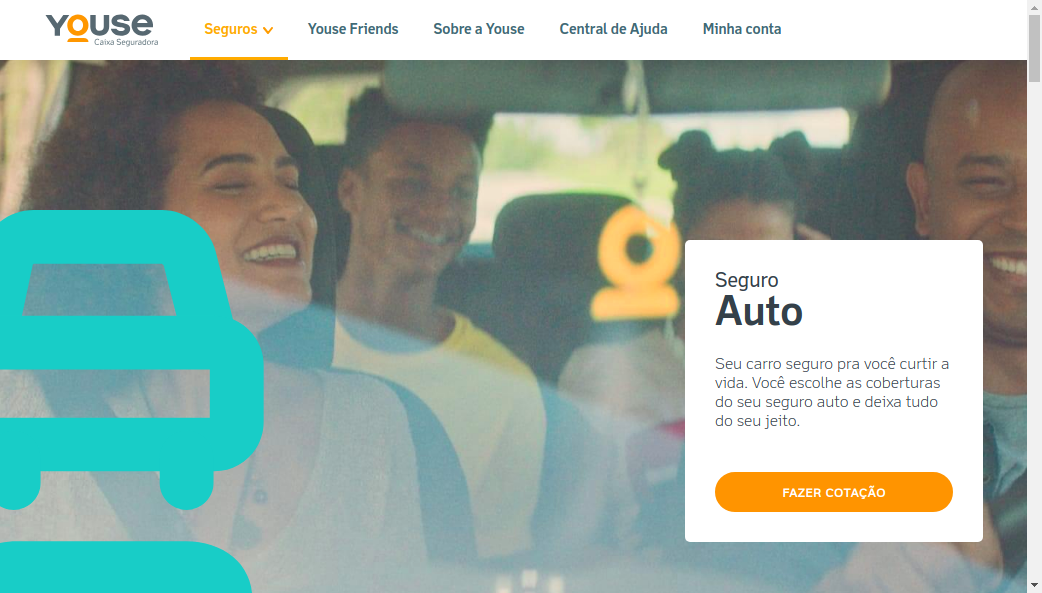 Youse
Caixa Seguradora
Seguros
Youse Friends
Sobre a Youse
Central de Ajuda
Minha conta
Seguro
Auto
Seu carro seguro pra você curtir a
vida. Você escolhe as coberturas
do seu seguro auto e deixa tudo
do seu jeito.
FAZER COTAÇÃO